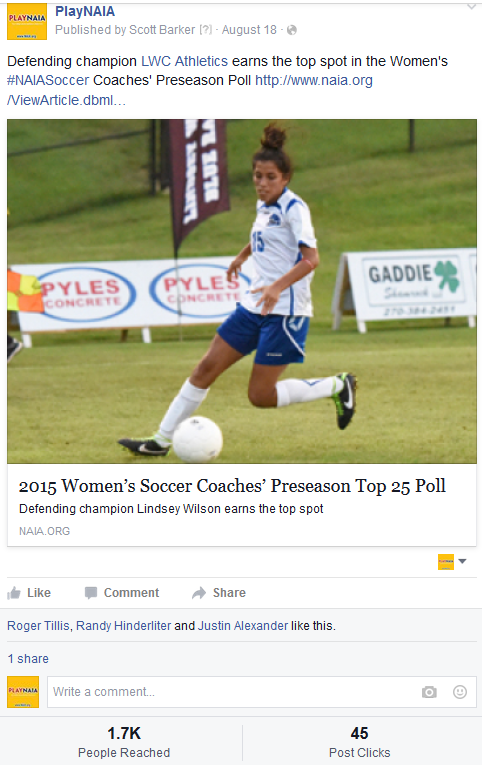 PLAYNAIA
PlayNAIA
Published by Scott Barker [?] · August 18 ·
Defending champion LWC Athletics earns the top spot in the Women's
#NAIASoccer Coaches' Preseason Poll http://www.naia.org
/ViewArticle.dbml...
LINDSEY W
BLUE
PYLES
CONCRETE
PYLES
CONCRETE
15
GADDIE
Shamrock
270-384-2451
2015 Women's Soccer Coaches' Preseason Top 25 Poll
Defending champion Lindsey Wilson earns the top spot
NAIA.ORG
Like Comment Share
Roger Tillis, Randy Hinderliter and Justin Alexander like this.
1 share
PLAYNAIA
Write a comment...
1.7K 45
People Reached Post Clicks